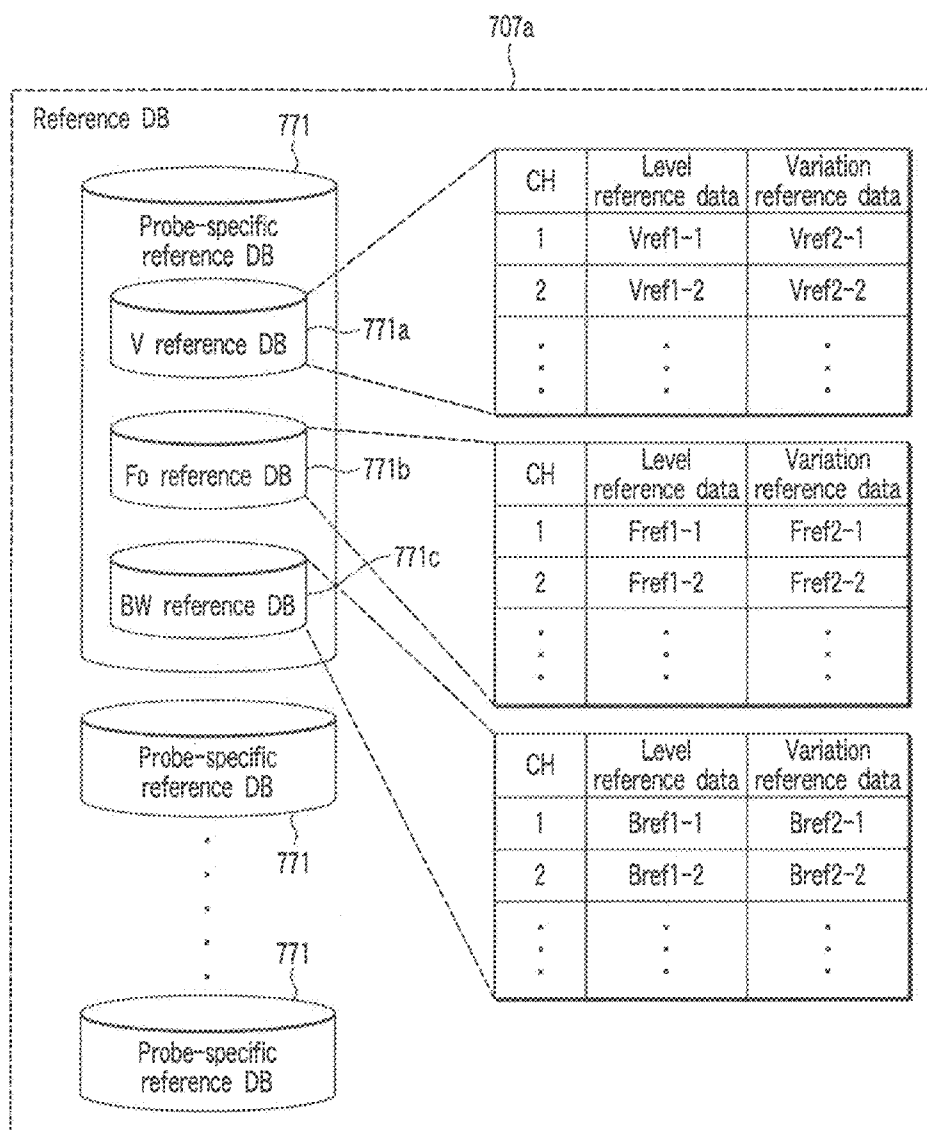 707a
Reference DB
771
Probe-specific
reference DB
V reference DB
771a
Fo reference DB
771b
BW reference DB
771c
Probe-specific
reference DB
771
771
Probe-specific
reference DB
CH Level reference data Variation reference data
1 Vref1-1 Vref2-1
2 Vref1-2 Vref2-2
CH Level reference data Variation reference data
1 Fref1-1 Fref2-1
2 Fref1-2 Fref2-2
CH Level reference data Variation reference data
1 Bref1-1 Bref2-1
2 Bref1-2 Bref2-2